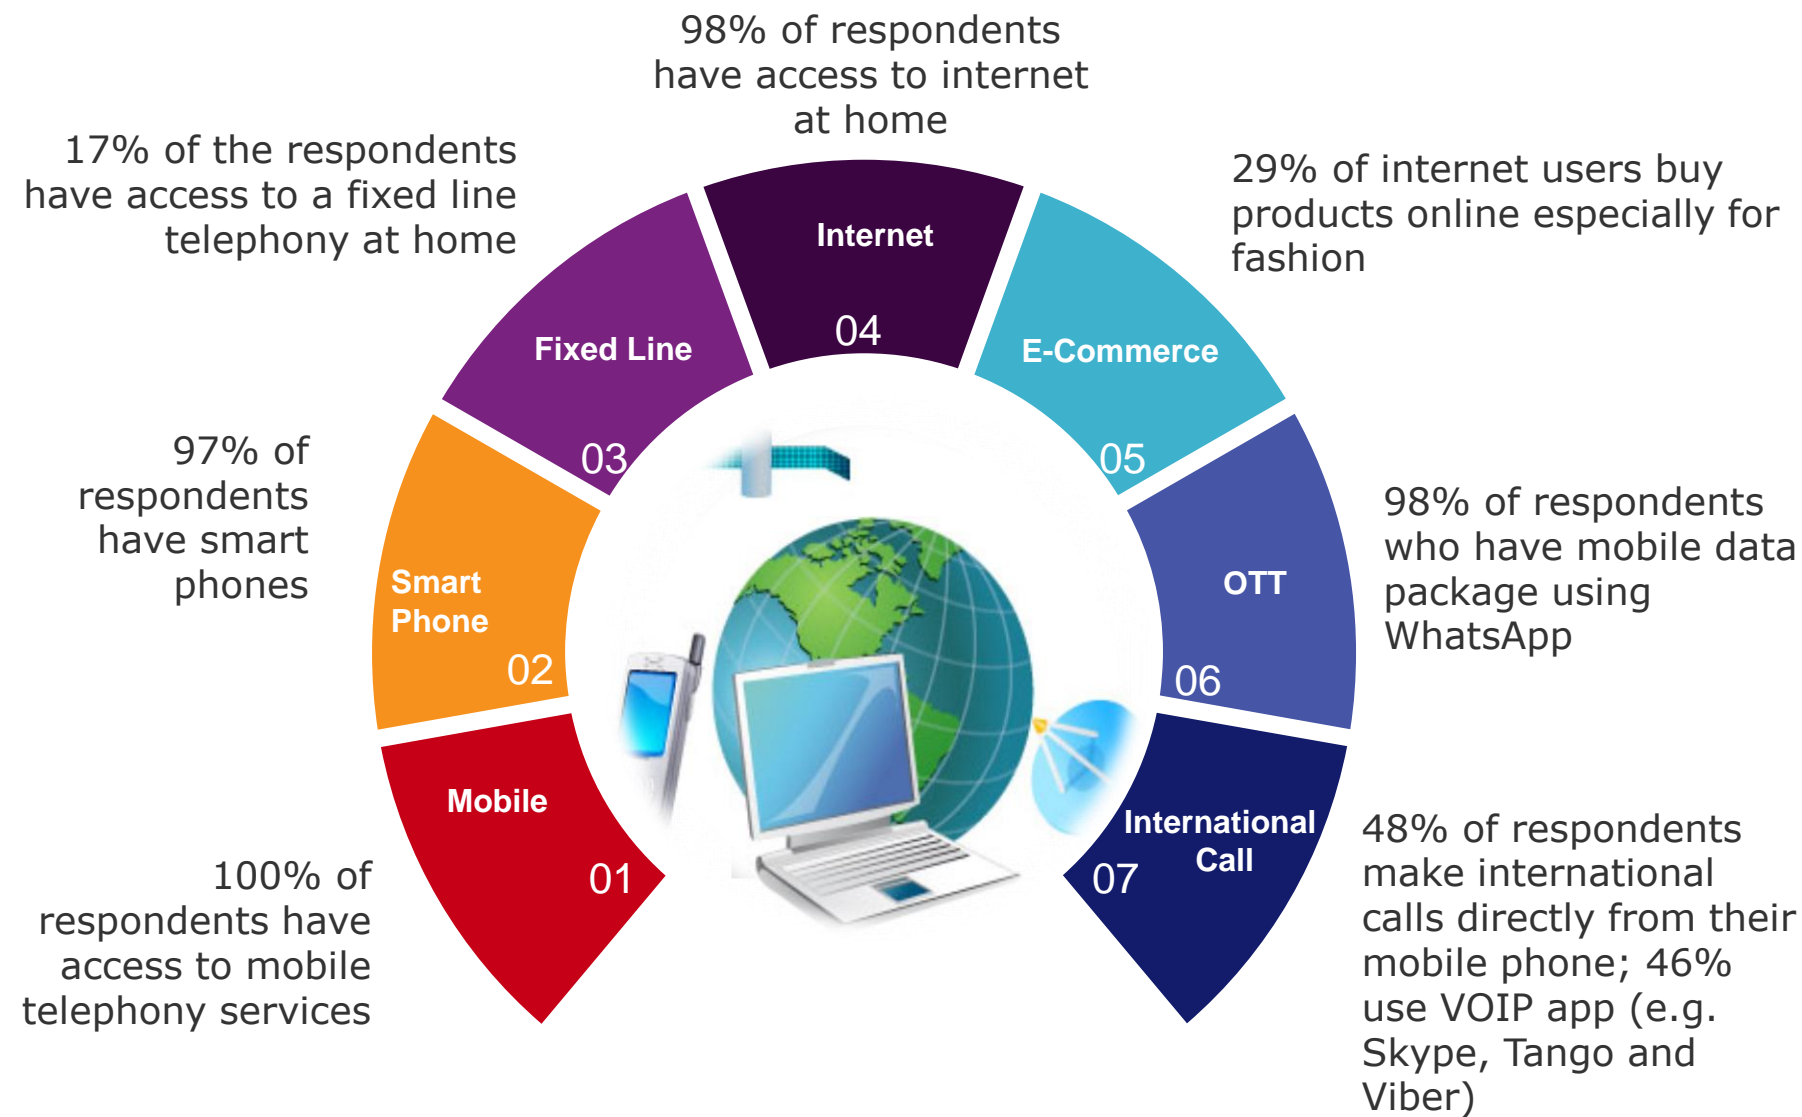 98% of respondents
have access to internet
at home
17% of the respondents
have access to a fixed line
telephony at home
29% of internet users buy
products online especially for
fashion
Internet
04
Fixed Line
03
E-Commerce
05
97% of
respondents
have smart
phones
Smart
Phone
02
OTT
06
98% of respondents
who have mobile data
package using
WhatsApp
Mobile
01
100% of
respondents have
access to mobile
telephony services
International
Call
07
48% of respondents
make international
calls directly from their
mobile phone; 46%
use VOIP app (e.g.
Skype, Tango and
Viber)